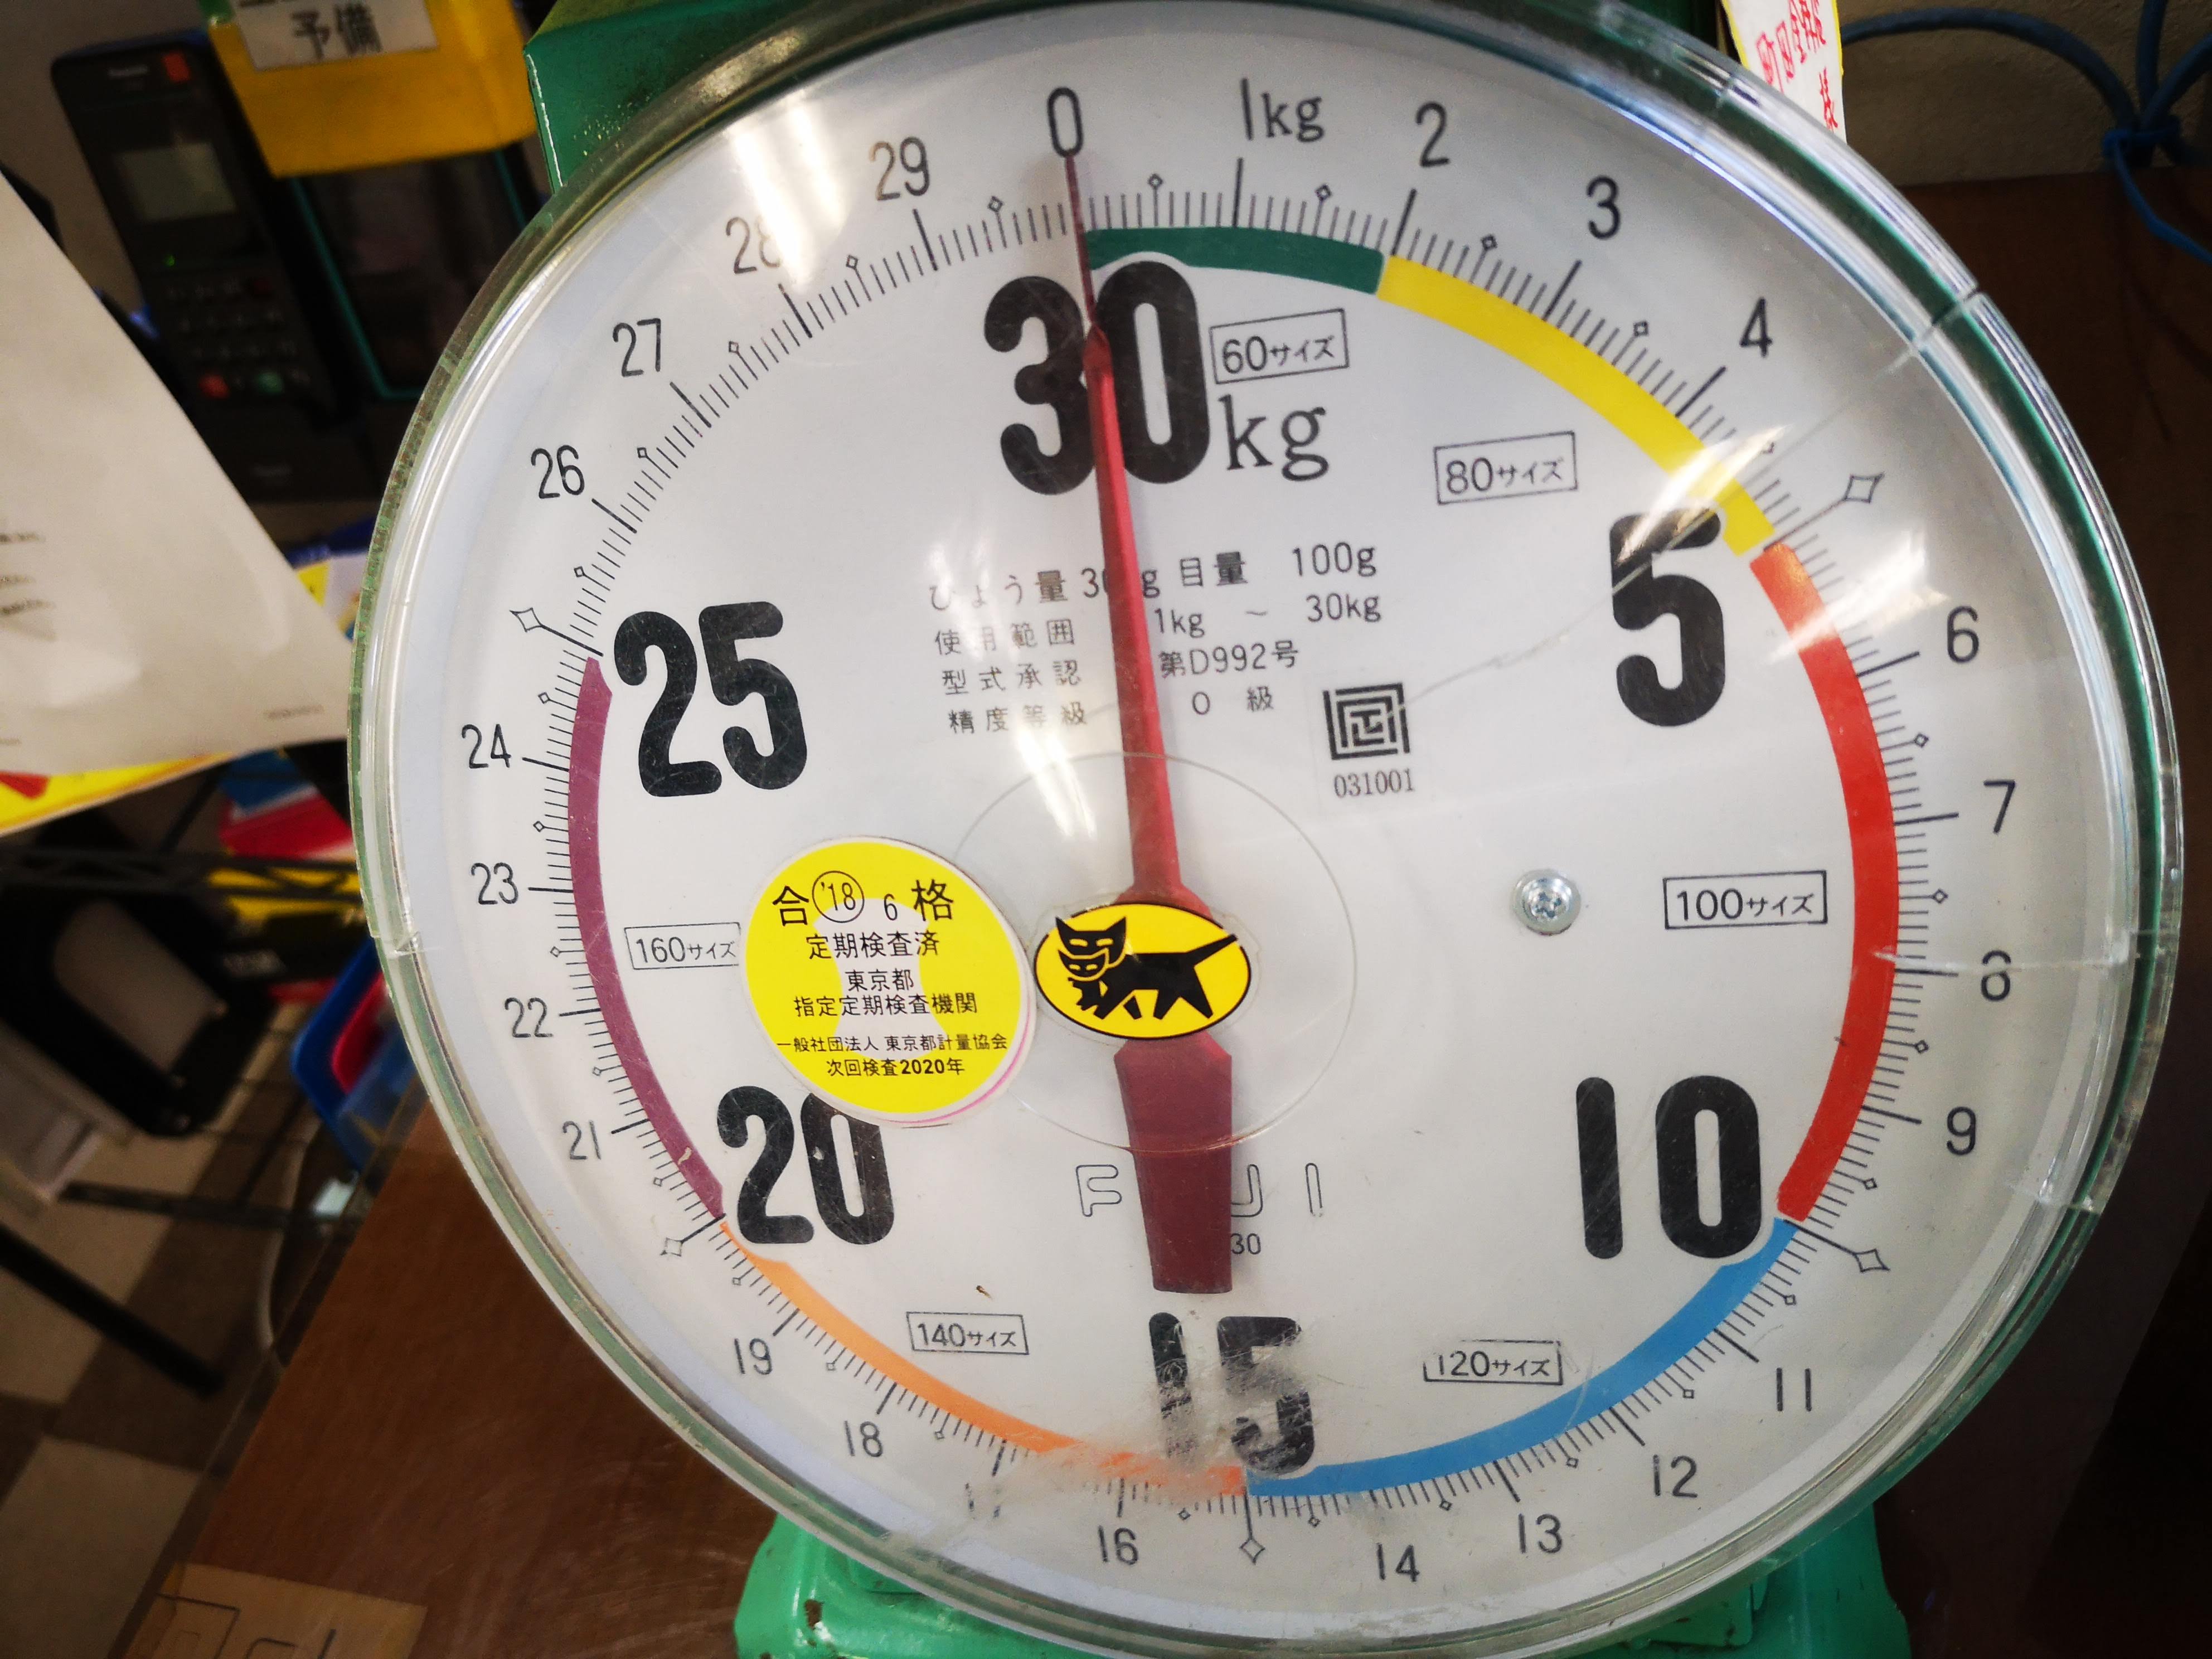 予備
0
1kg
2
3
4
5
6
7
8
9
10
11
12
13
14
15
16
18
19
20
21
22
23
24
25
26
27
28
29
30kg
60サイズ
80サイズ
100サイズ
120サイズ
140サイズ
160サイズ
ひょう量 30 g 目量 100g
使用範囲 1kg ～ 30kg
型式承認 第D992号
精度等級 O 級
031001
合 '18 6 格
定期検査済
東京都
指定定期検査機関
一般社団法人 東京都計量協会
次回検査2020年
F UJI
30